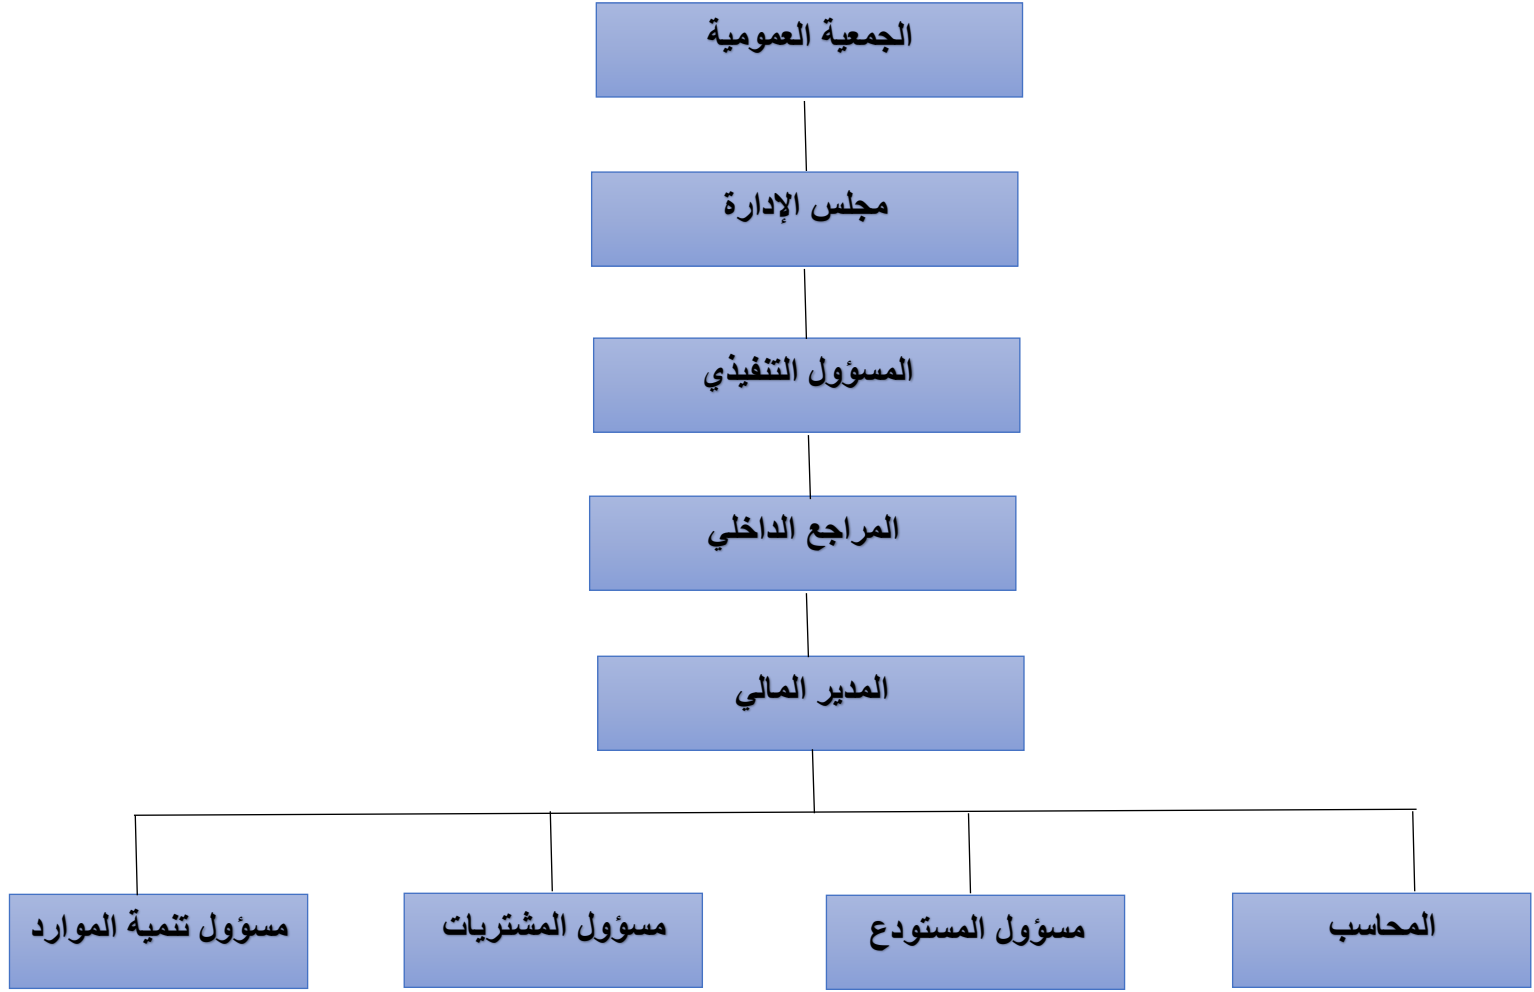 الجمعية العمومية
مجلس الإدارة
المسؤول التنفيذي
المراجع الداخلي
المدير المالي
المحاسب
مسؤول المستودع
مسؤول المشتريات
مسؤول تنمية الموارد